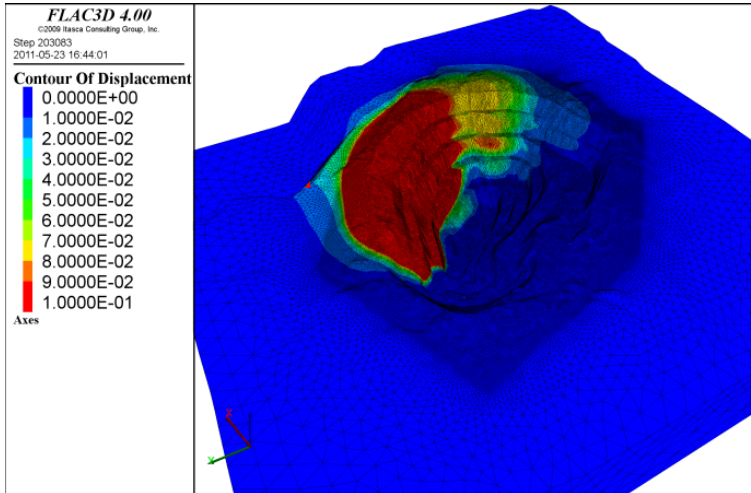 FLAC3D 4.00
©2009 Itasca Consulting Group, Inc.
Step 203083
2011-05-23 16:44:01
Contour Of Displacement
0.0000E+00
1.0000E-02
2.0000E-02
3.0000E-02
4.0000E-02
5.0000E-02
6.0000E-02
7.0000E-02
8.0000E-02
9.0000E-02
1.0000E-01
Axes